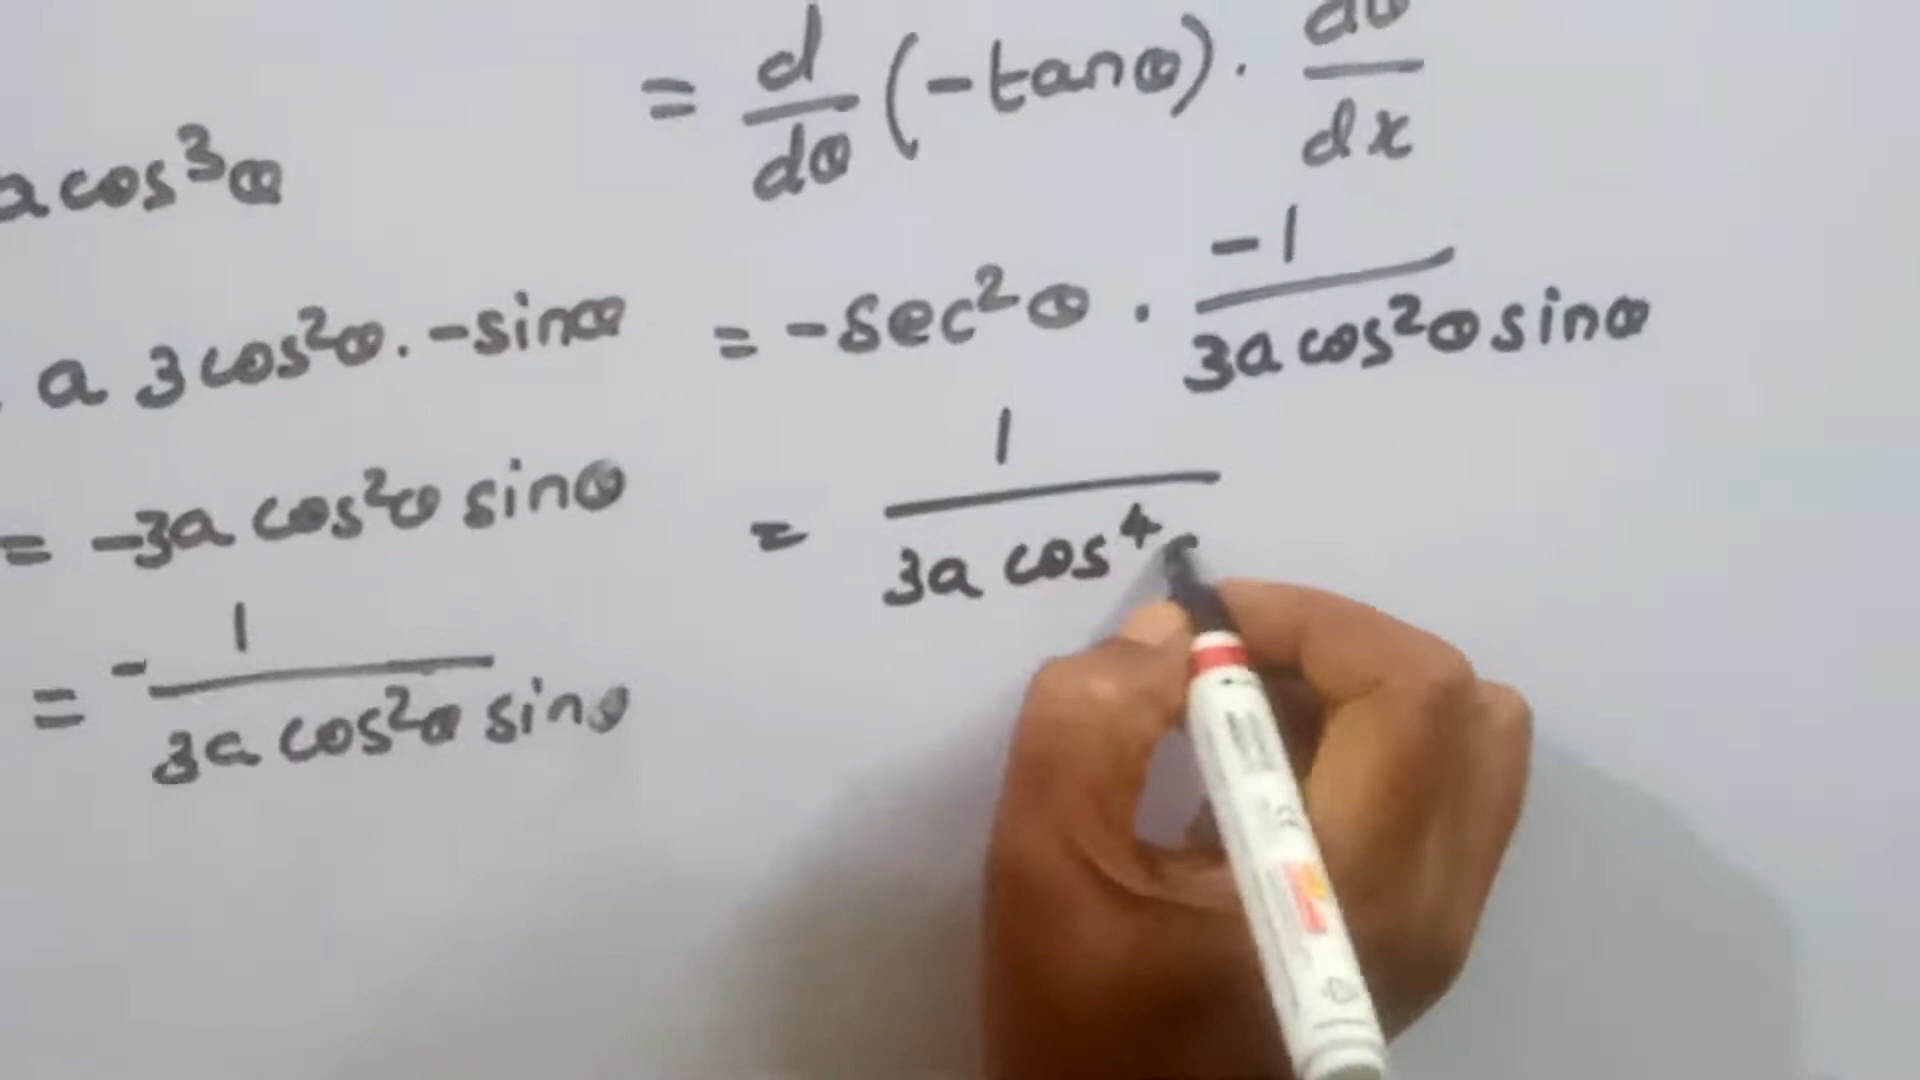 = d/dθ (-tanθ) · dθ/dx
a cos³θ
a 3cos²θ . -sinθ
= -sec²θ · -1/3a cos²θ sinθ
= -3a cos²θ sinθ
= 1/3a cos⁴
= -1/3a cos²θ sinθ